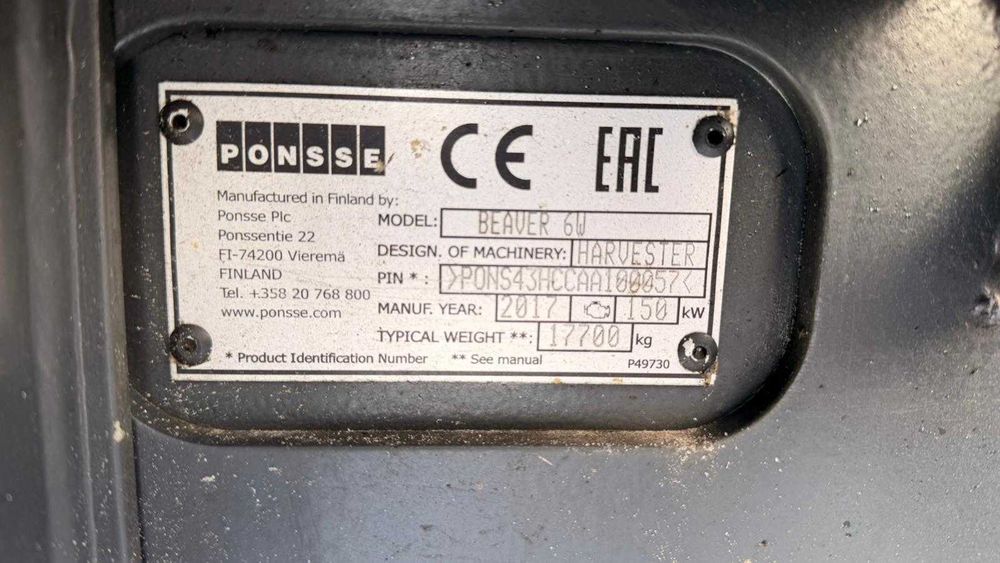 PONSSE
CE
EAC
Manufactured in Finland by:
Ponsse Plc
Ponssentie 22
FI-74200 Vieremä
FINLAND
Tel. +358 20 768 800
www.ponsse.com
MODEL: BEAVER 6W
DESIGN. OF MACHINERY: HARVESTER
PIN * : >PONS43HCCAA100057<
MANUF. YEAR: 2017 150 kW
TYPICAL WEIGHT **: 17700 kg
* Product Identification Number ** See manual P49730